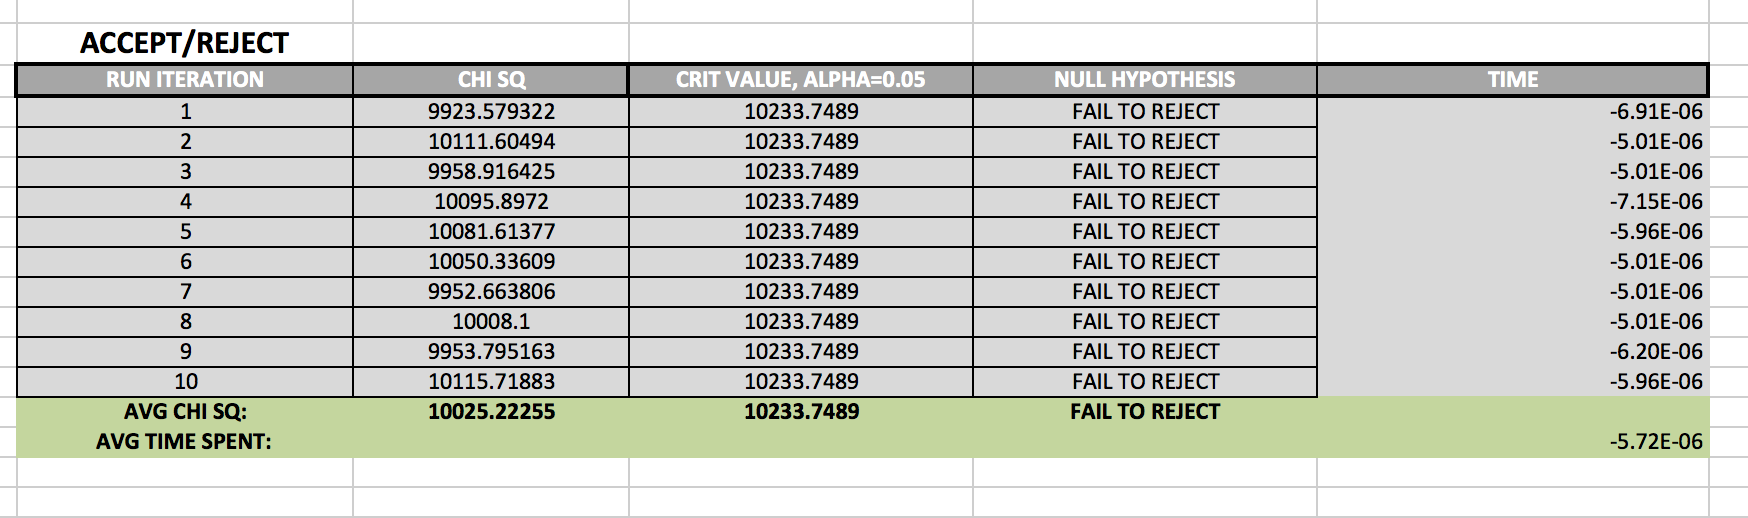 ACCEPT/REJECT
RUN ITERATION CHI SQ CRIT VALUE, ALPHA=0.05 NULL HYPOTHESIS TIME
1 9923.579322 10233.7489 FAIL TO REJECT -6.91E-06
2 10111.60494 10233.7489 FAIL TO REJECT -5.01E-06
3 9958.916425 10233.7489 FAIL TO REJECT -5.01E-06
4 10095.8972 10233.7489 FAIL TO REJECT -7.15E-06
5 10081.61377 10233.7489 FAIL TO REJECT -5.96E-06
6 10050.33609 10233.7489 FAIL TO REJECT -5.01E-06
7 9952.663806 10233.7489 FAIL TO REJECT -5.01E-06
8 10008.1 10233.7489 FAIL TO REJECT -5.01E-06
9 9953.795163 10233.7489 FAIL TO REJECT -6.20E-06
10 10115.71883 10233.7489 FAIL TO REJECT -5.96E-06
AVG CHI SQ: 10025.22255 10233.7489 FAIL TO REJECT
AVG TIME SPENT: -5.72E-06